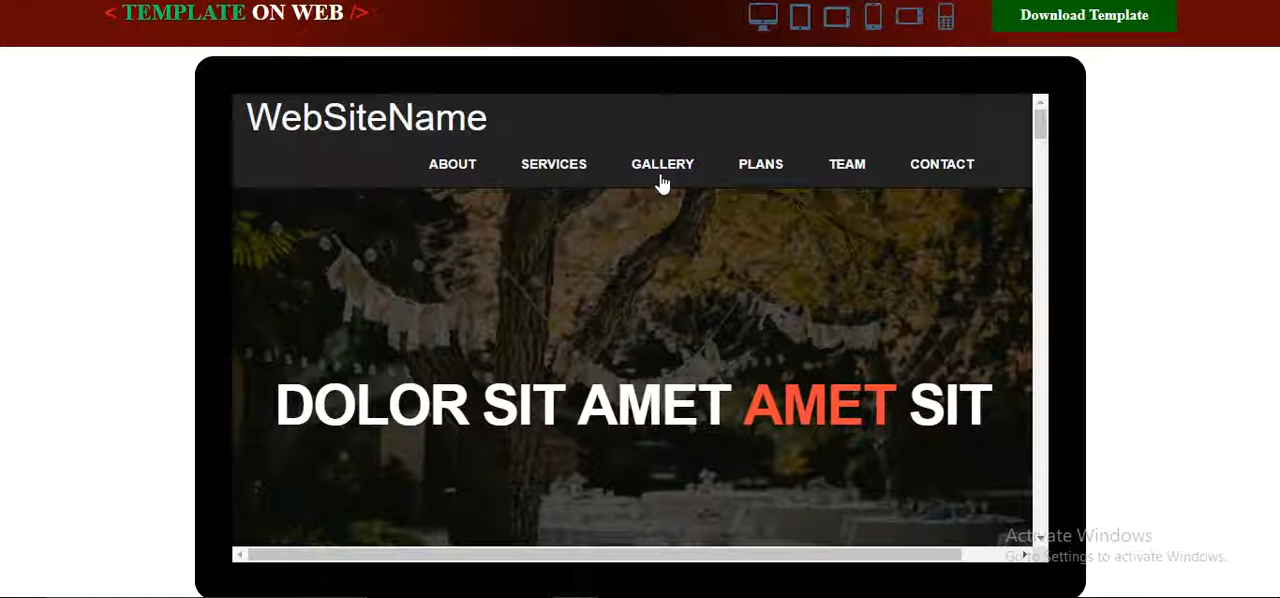 < TEMPLATE ON WEB />
Download Template
WebSiteName
ABOUT SERVICES GALLERY PLANS TEAM CONTACT
DOLOR SIT AMET AMET SIT
Activate Windows
Go to Settings to activate Windows.